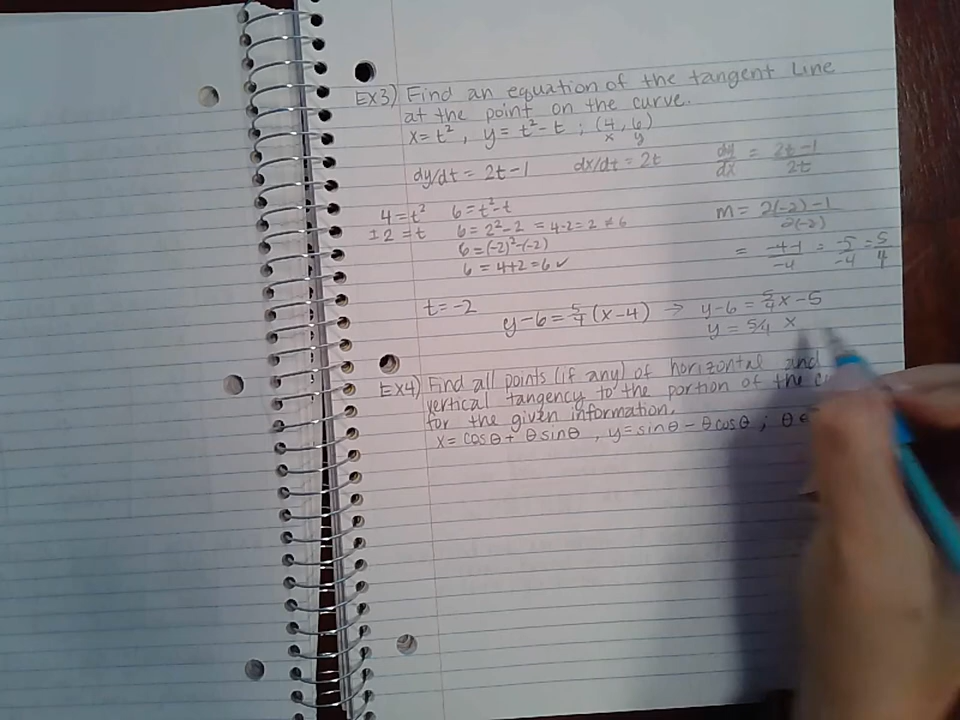 Ex3) Find an equation of the tangent line
at the point on the curve.
x = t², y = t² - t ; (4, 6)
x y
dy/dt = 2t - 1 dx/dt = 2t dy/dx = 2t-1/2t
4 = t² 6 = t² - t m = 2(-2)-1/2(-2)
±2 = t 6 = 2² - 2 = 4-2 = 2 ≠ 6
6 = (-2)² - (-2) = -4-1/-4 = -5/-4 = 5/4
6 = 4+2 = 6 ✓
t = -2 y - 6 = 5/4 (x - 4) → y - 6 = 5/4 x - 5
y = 5/4 x
Ex4) Find all points (if any) of horizontal and
vertical tangency to the portion of the
for the given information.
x = cosθ + θ sinθ , y = sinθ - θ cosθ ; θ